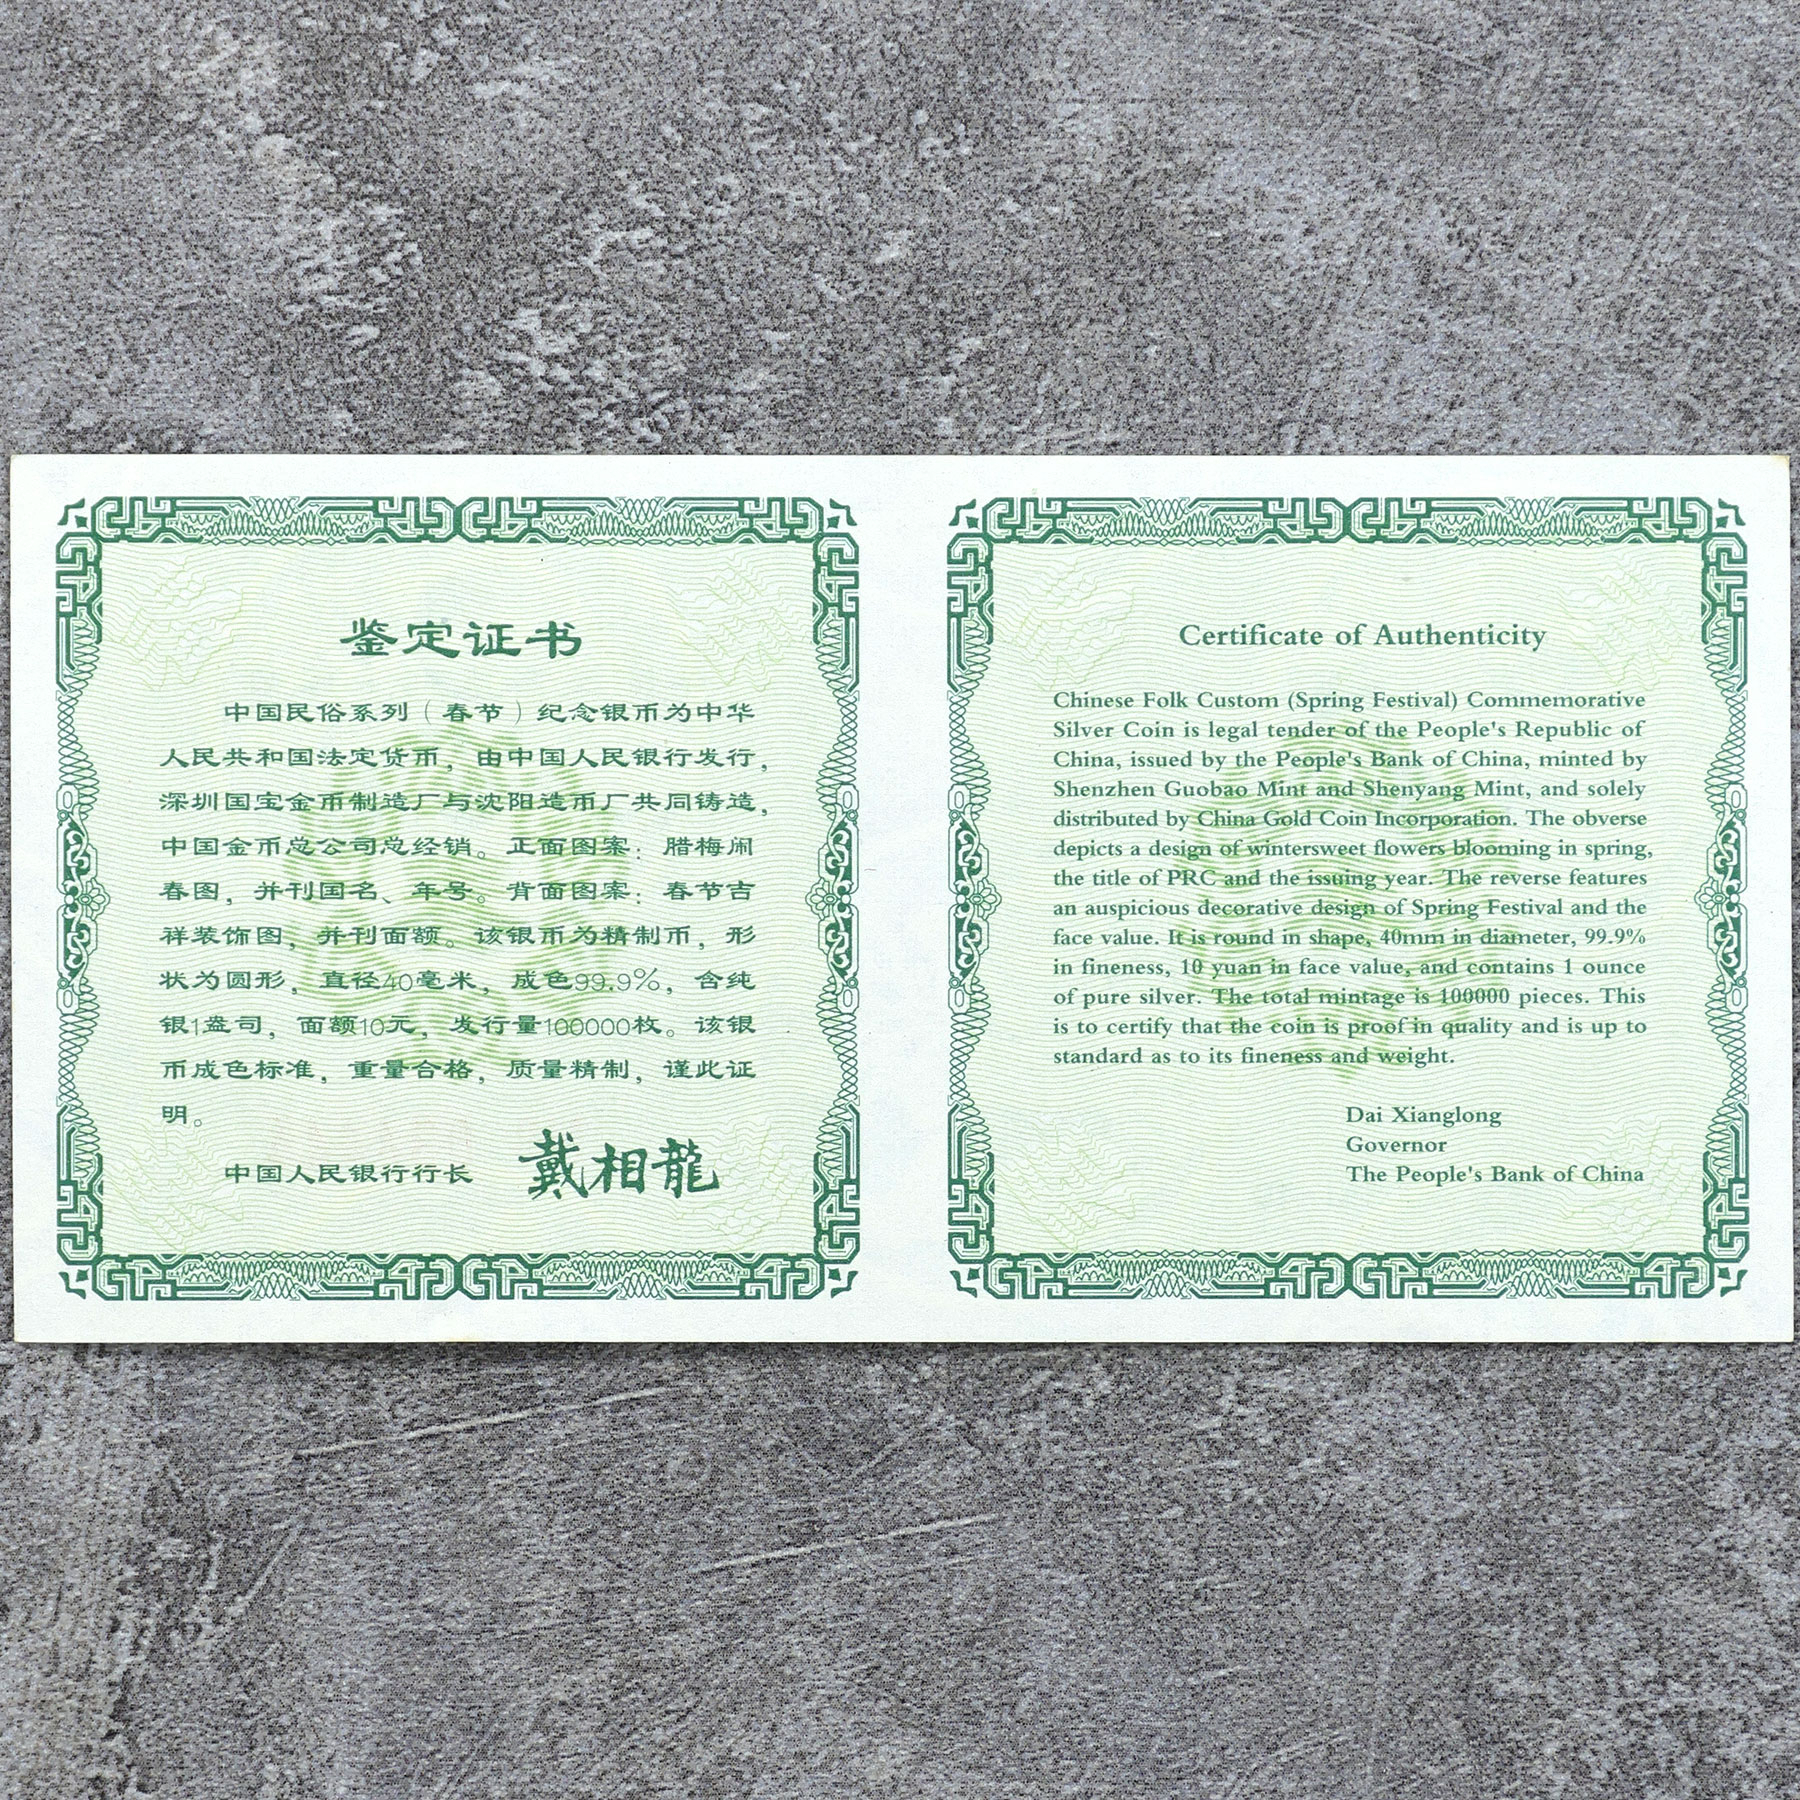 鉴定证书
中国民俗系列（春节）纪念银币为中华
人民共和国法定货币，由中国人民银行发行，
深圳国宝金币制造厂与沈阳造币厂共同铸造，
中国金币总公司总经销。正面图案：腊梅闹
春图，并刊国名、年号。背面图案：春节吉
祥装饰图，并刊面额。该银币为精制币，形
状为圆形，直径40毫米，成色99.9%，含纯
银1盎司，面额10元，发行量100000枚。该银
币成色标准，重量合格，质量精制，谨此证
明。
中国人民银行行长 戴相龍
Certificate of Authenticity
Chinese Folk Custom (Spring Festival) Commemorative
Silver Coin is legal tender of the People's Republic of
China, issued by the People's Bank of China, minted by
Shenzhen Guobao Mint and Shenyang Mint, and solely
distributed by China Gold Coin Incorporation. The obverse
depicts a design of wintersweet flowers blooming in spring,
the title of PRC and the issuing year. The reverse features
an auspicious decorative design of Spring Festival and the
face value. It is round in shape, 40mm in diameter, 99.9%
in fineness, 10 yuan in face value, and contains 1 ounce
of pure silver. The total mintage is 100000 pieces. This
is to certify that the coin is proof in quality and is up to
standard as to its fineness and weight.
Dai Xianglong
Governor
The People's Bank of China